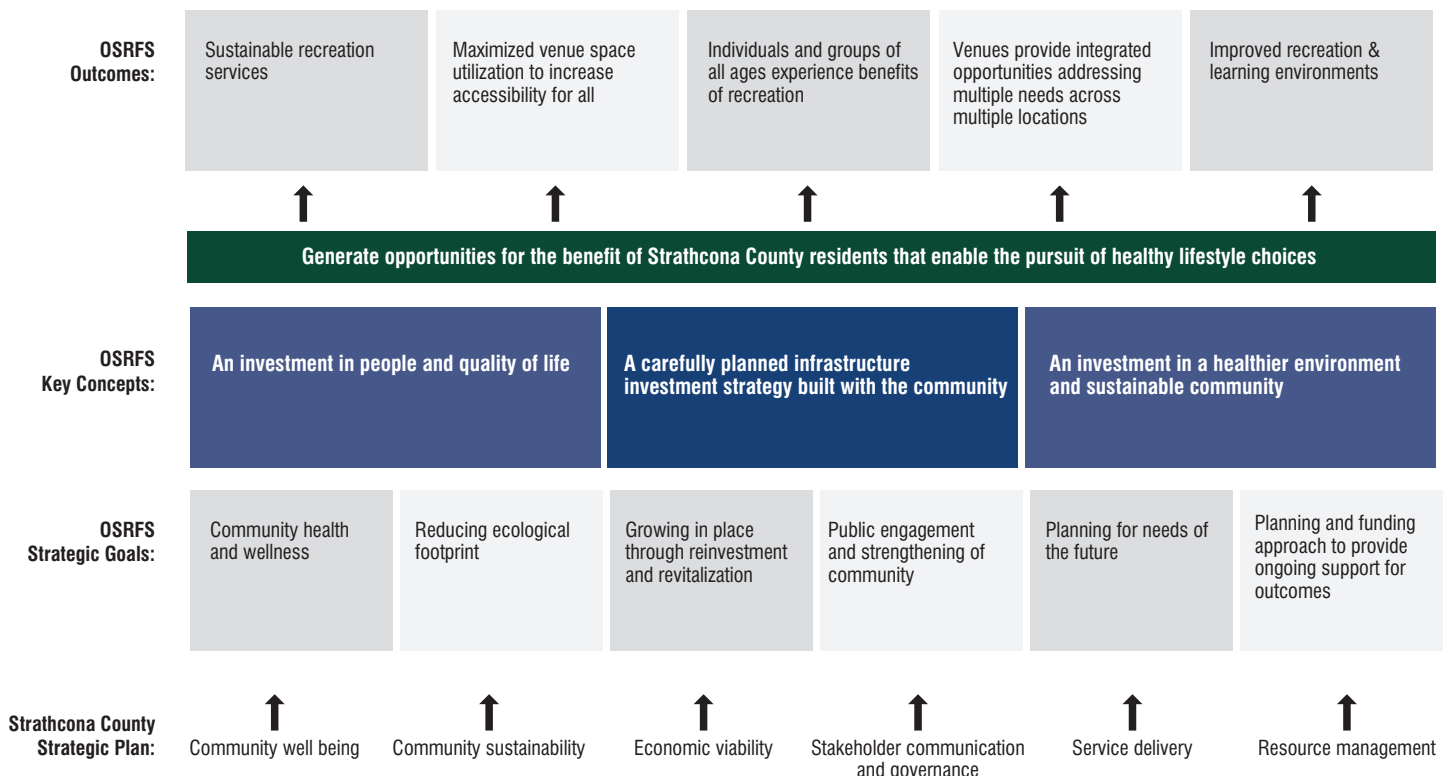 OSRFS
Outcomes:
Sustainable recreation
services
Maximized venue space
utilization to increase
accessibility for all
Individuals and groups of
all ages experience benefits
of recreation
Venues provide integrated
opportunities addressing
multiple needs across
multiple locations
Improved recreation &
learning environments
Generate opportunities for the benefit of Strathcona County residents that enable the pursuit of healthy lifestyle choices
OSRFS
Key Concepts:
An investment in people and quality of life
A carefully planned infrastructure
investment strategy built with the community
An investment in a healthier environment
and sustainable community
OSRFS
Strategic Goals:
Community health
and wellness
Reducing ecological
footprint
Growing in place
through reinvestment
and revitalization
Public engagement
and strengthening of
community
Planning for needs of
the future
Planning and funding
approach to provide
ongoing support for
outcomes
Strathcona County
Strategic Plan:
Community well being
Community sustainability
Economic viability
Stakeholder communication
and governance
Service delivery
Resource management